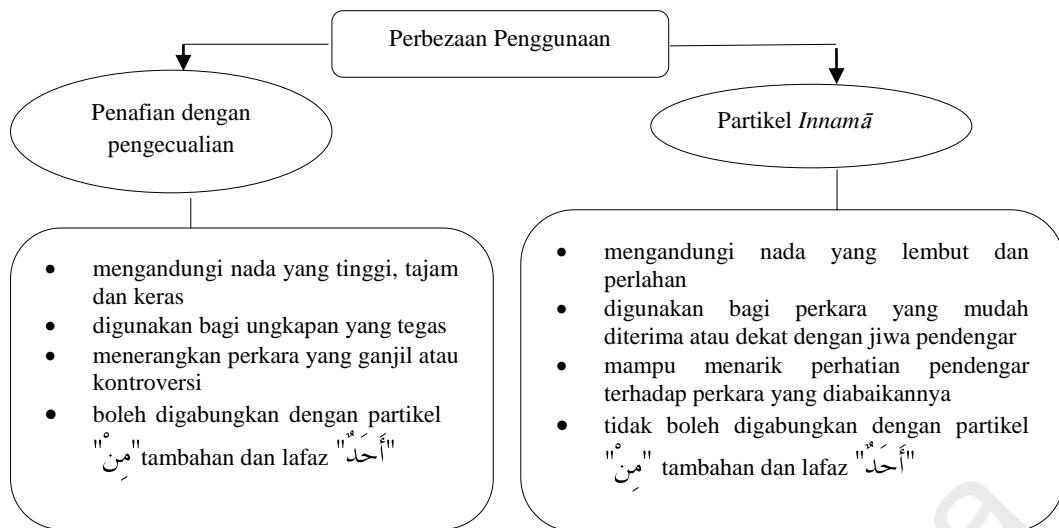 Perbezaan Penggunaan
Penafian dengan
pengecualian
Partikel Innamā
• mengandungi nada yang tinggi, tajam
dan keras
• digunakan bagi ungkapan yang tegas
• menerangkan perkara yang ganjil atau
kontroversi
• boleh digabungkan dengan partikel
"مِنْ" tambahan dan lafaz "أَحَدٌ"
• mengandungi nada yang lembut dan
perlahan
• digunakan bagi perkara yang mudah
diterima atau dekat dengan jiwa pendengar
• mampu menarik perhatian pendengar
terhadap perkara yang diabaikannya
• tidak boleh digabungkan dengan partikel
"مِنْ" tambahan dan lafaz "أَحَدٌ"